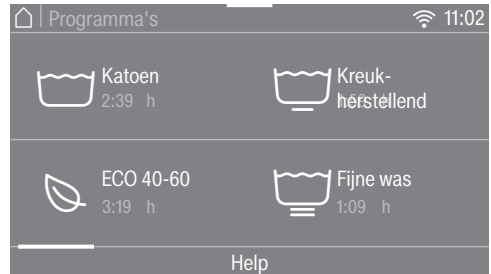 Programma's 11:02
Katoen
2:39 h
Kreuk-
herstellend
ECO 40-60
3:19 h
Fijne was
1:09 h
Help